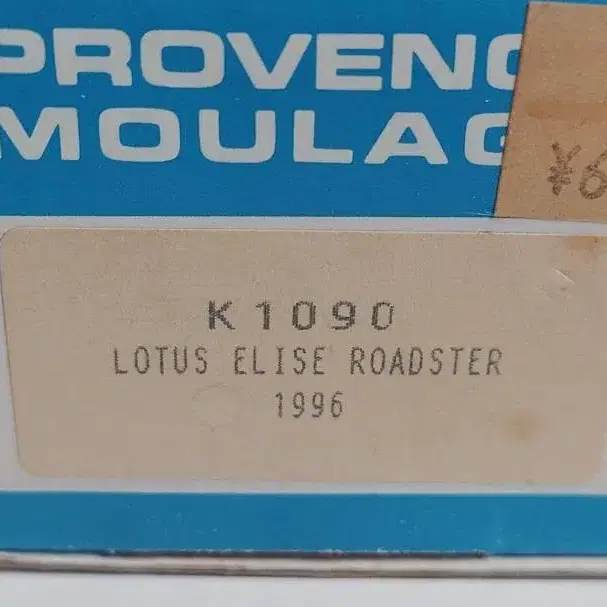 PROVENC
MOULAG
¥6
K1090
LOTUS ELISE ROADSTER
1996